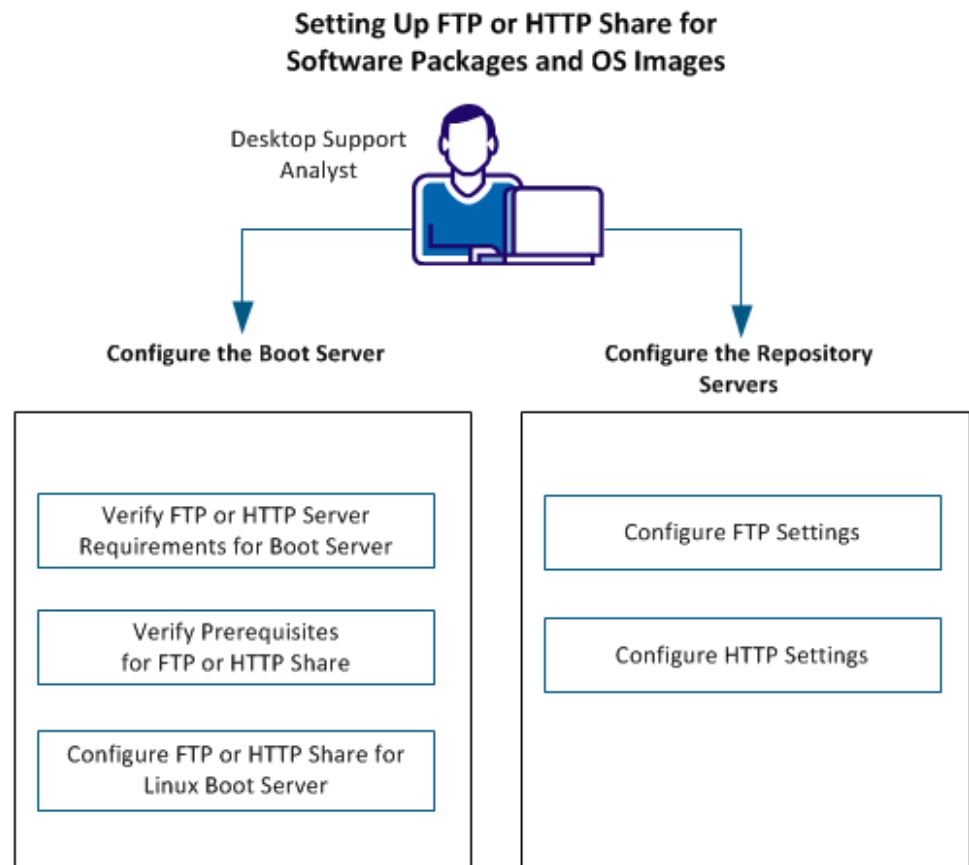 Setting Up FTP or HTTP Share for
Software Packages and OS Images
Desktop Support
Analyst
Configure the Boot Server
Verify FTP or HTTP Server
Requirements for Boot Server
Verify Prerequisites
for FTP or HTTP Share
Configure FTP or HTTP Share for
Linux Boot Server
Configure the Repository
Servers
Configure FTP Settings
Configure HTTP Settings